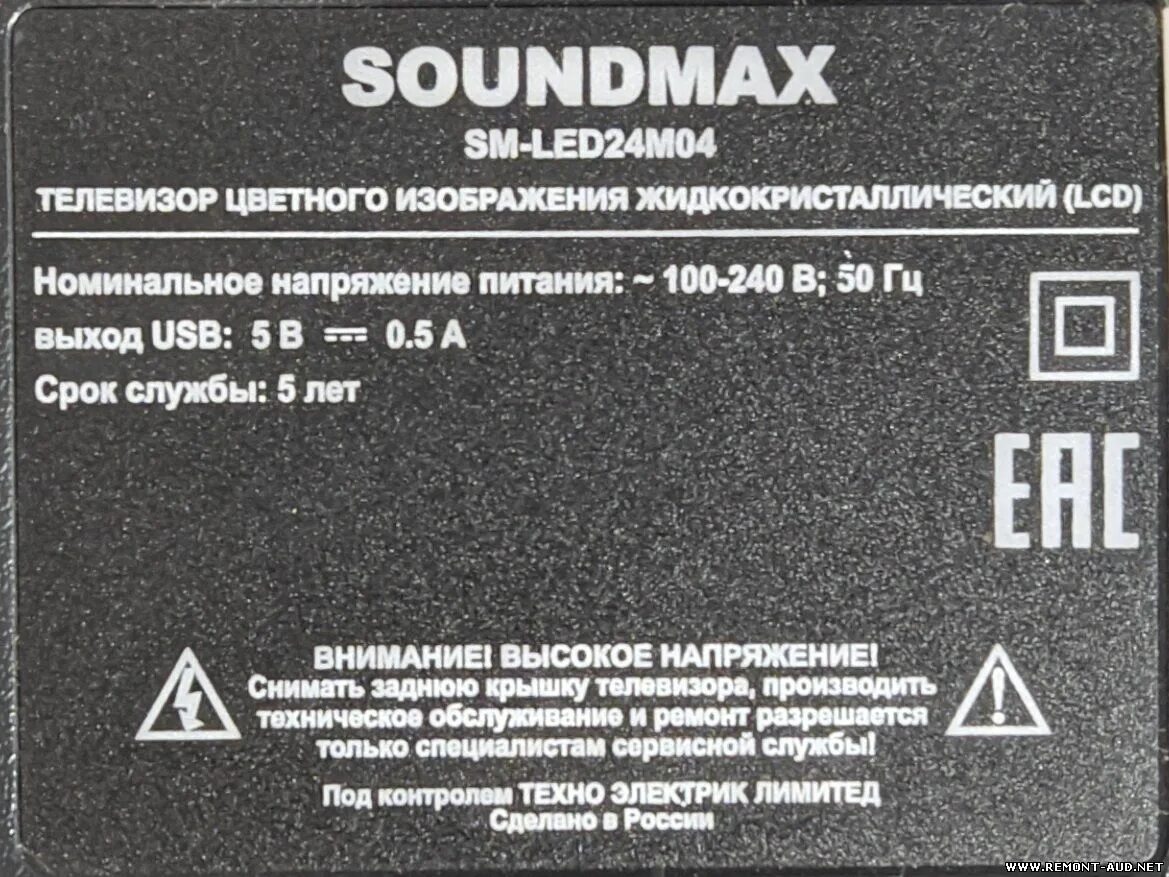 SOUNDMAX
SM-LED24M04
ТЕЛЕВИЗОР ЦВЕТНОГО ИЗОБРАЖЕНИЯ ЖИДКОКРИСТАЛЛИЧЕСКИЙ (LCD)
Номинальное напряжение питания: ~ 100-240 В; 50 Гц
выход USB: 5 В ⎓ 0.5 А
Срок службы: 5 лет
EAC
ВНИМАНИЕ! ВЫСОКОЕ НАПРЯЖЕНИЕ!
Снимать заднюю крышку телевизора, производить
техническое обслуживание и ремонт разрешается
только специалистам сервисной службы!
Под контролем ТЕХНО ЭЛЕКТРИК ЛИМИТЕД
Сделано в России
WWW.REMONT-AUD.NET